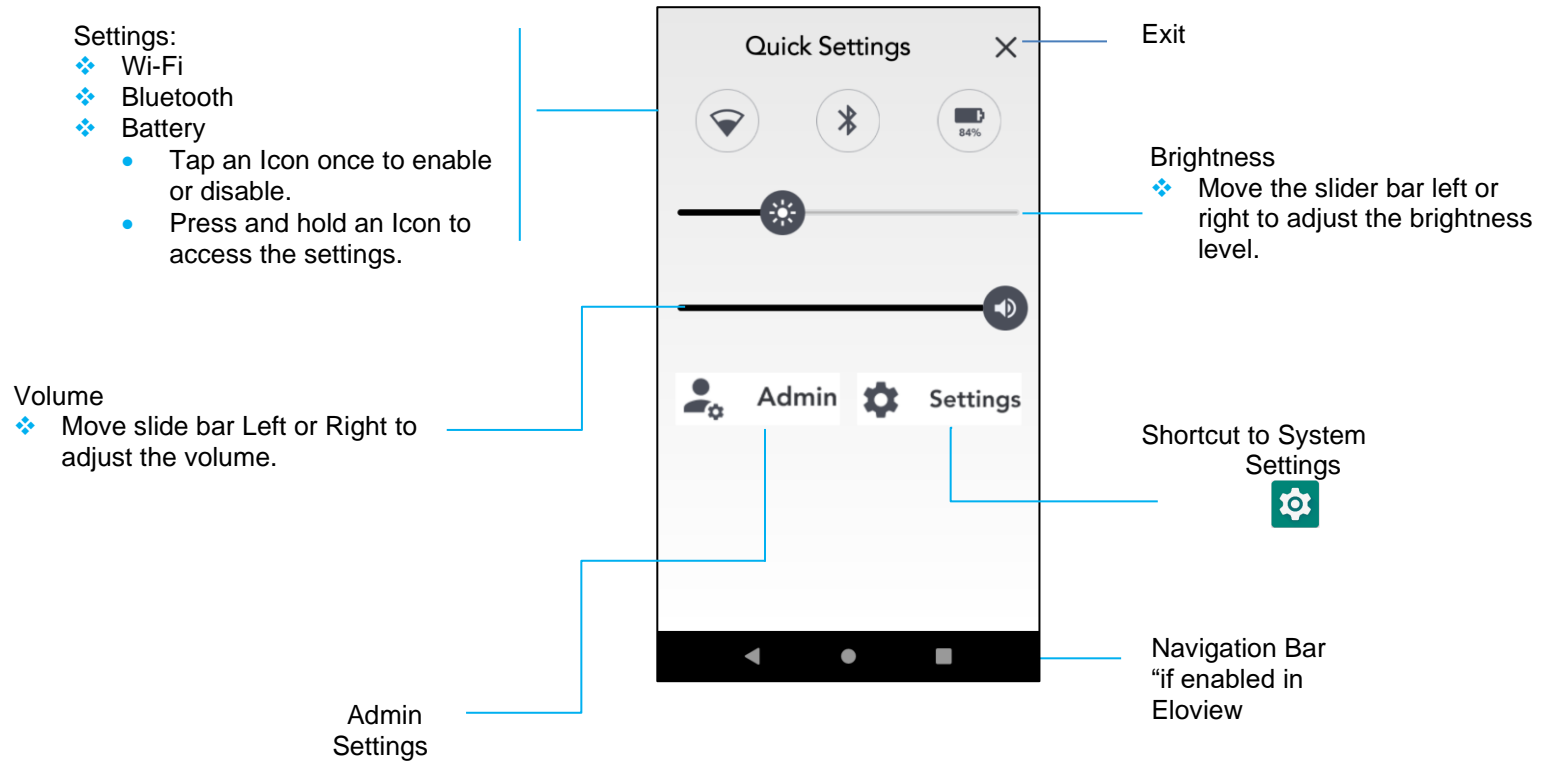 Settings:
Wi-Fi
Bluetooth
Battery
Tap an Icon once to enable
or disable.
Press and hold an Icon to
access the settings.
Volume
Move slide bar Left or Right to
adjust the volume.
Admin
Settings
Quick Settings
84%
Admin
Settings
Exit
Brightness
Move the slider bar left or
right to adjust the brightness
level.
Shortcut to System
Settings
Navigation Bar
“if enabled in
Eloview